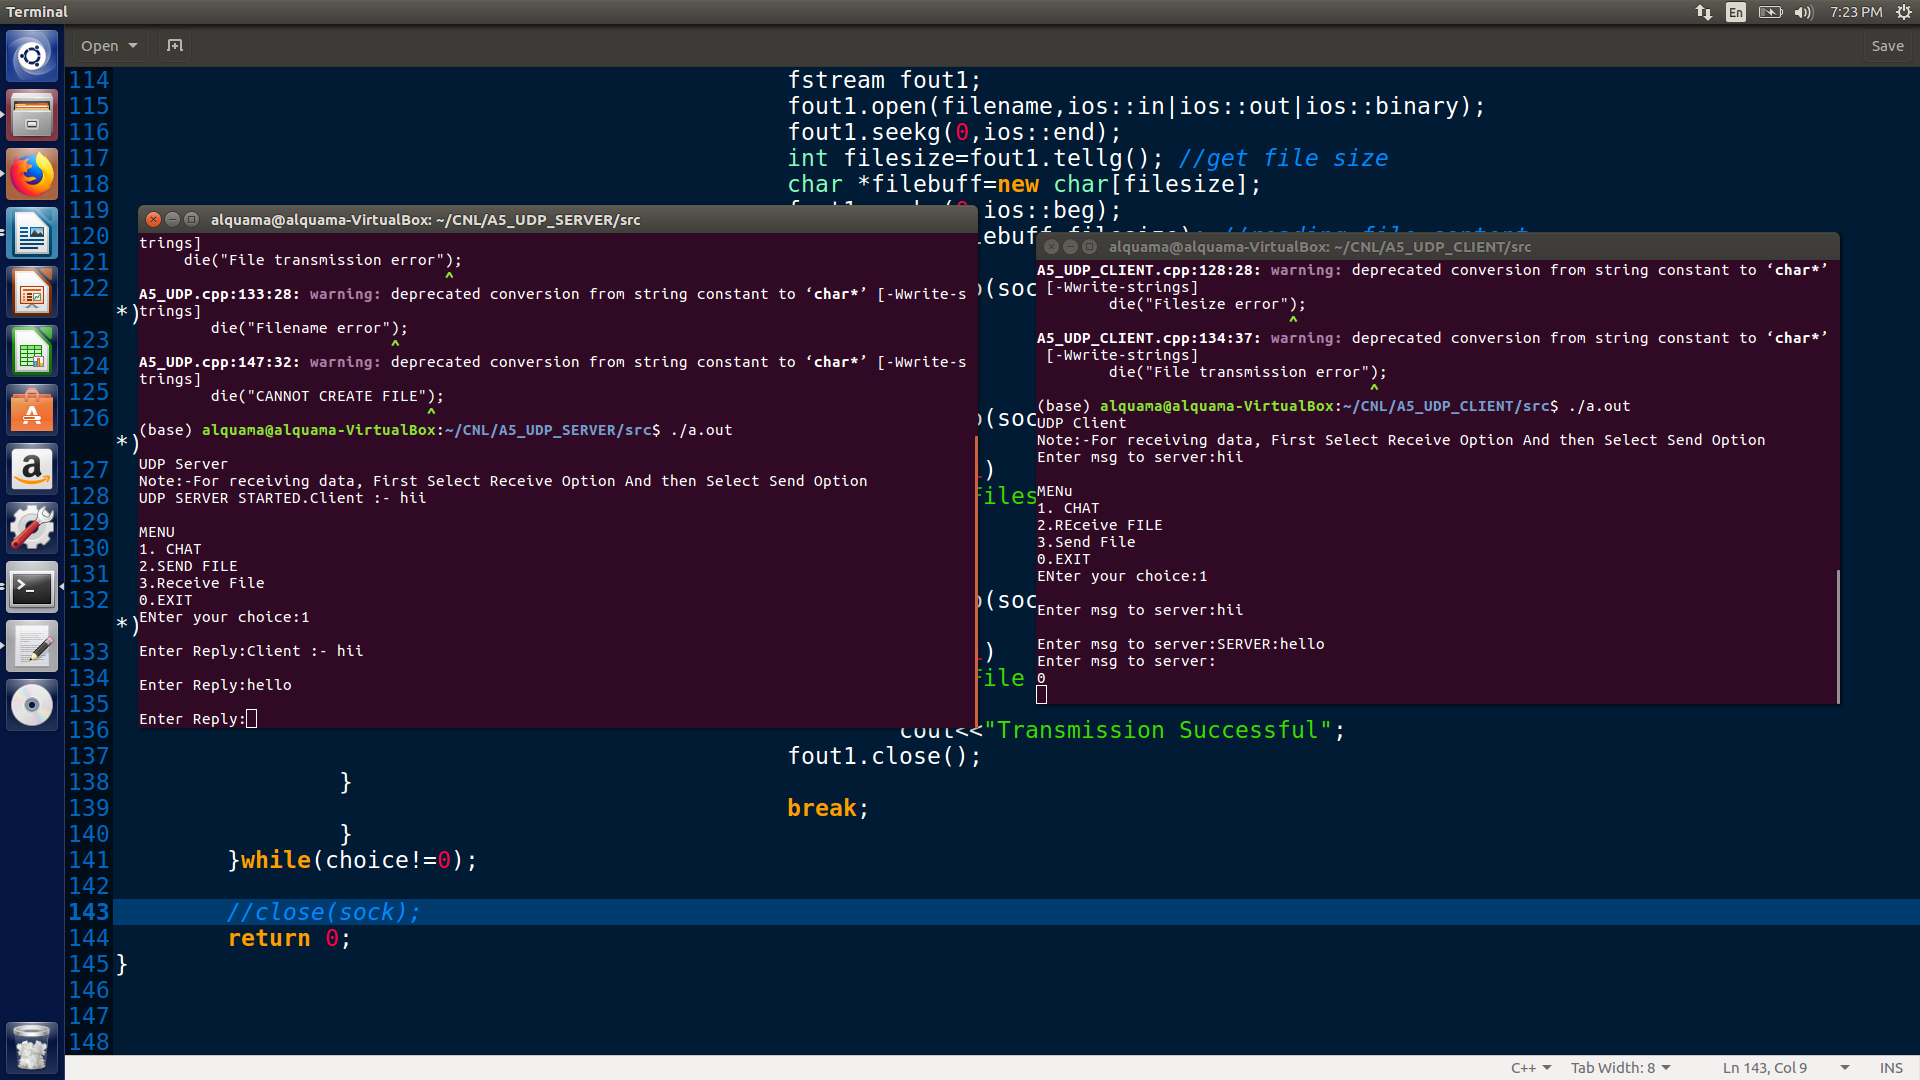 Terminal
En
7:23 PM
Open
Save
114 fstream fout1;
115 fout1.open(filename,ios::in|ios::out|ios::binary);
116 fout1.seekg(0,ios::end);
117 int filesize=fout1.tellg(); //get file size
118 char *filebuff=new char[filesize];
119 ios::beg);
120
121
122 (soc
*)
123
124
125
126 (soc
*)
127 )
128 files
129
130
131
132 (soc
*)
133 )
134 file
135
136 cout<<"Transmission Successful";
137 fout1.close();
138 }
139 break;
140 }
141 }while(choice!=0);
142
143 //close(sock);
144 return 0;
145 }
146
147
148
alquama@alquama-VirtualBox: ~/CNL/A5_UDP_SERVER/src
trings]
die("File transmission error");
^
A5_UDP.cpp:133:28: warning: deprecated conversion from string constant to ‘char*’ [-Wwrite-s
trings]
die("Filename error");
^
A5_UDP.cpp:147:32: warning: deprecated conversion from string constant to ‘char*’ [-Wwrite-s
trings]
die("CANNOT CREATE FILE");
^
(base) alquama@alquama-VirtualBox:~/CNL/A5_UDP_SERVER/src$ ./a.out
UDP Server
Note:-For receiving data, First Select Receive Option And then Select Send Option
UDP SERVER STARTED.Client :- hii
MENU
1. CHAT
2.SEND FILE
3.Receive File
0.EXIT
ENter your choice:1
Enter Reply:Client :- hii
Enter Reply:hello
Enter Reply:
alquama@alquama-VirtualBox: ~/CNL/A5_UDP_CLIENT/src
A5_UDP_CLIENT.cpp:128:28: warning: deprecated conversion from string constant to ‘char*’
[-Wwrite-strings]
die("Filesize error");
^
A5_UDP_CLIENT.cpp:134:37: warning: deprecated conversion from string constant to ‘char*’
[-Wwrite-strings]
die("File transmission error");
^
(base) alquama@alquama-VirtualBox:~/CNL/A5_UDP_CLIENT/src$ ./a.out
UDP Client
Note:-For receiving data, First Select Receive Option And then Select Send Option
Enter msg to server:hii
MENu
1. CHAT
2.REceive FILE
3.Send File
0.EXIT
ENter your choice:1
Enter msg to server:hii
Enter msg to server:SERVER:hello
Enter msg to server:
0
C++
Tab Width: 8
Ln 143, Col 9
INS